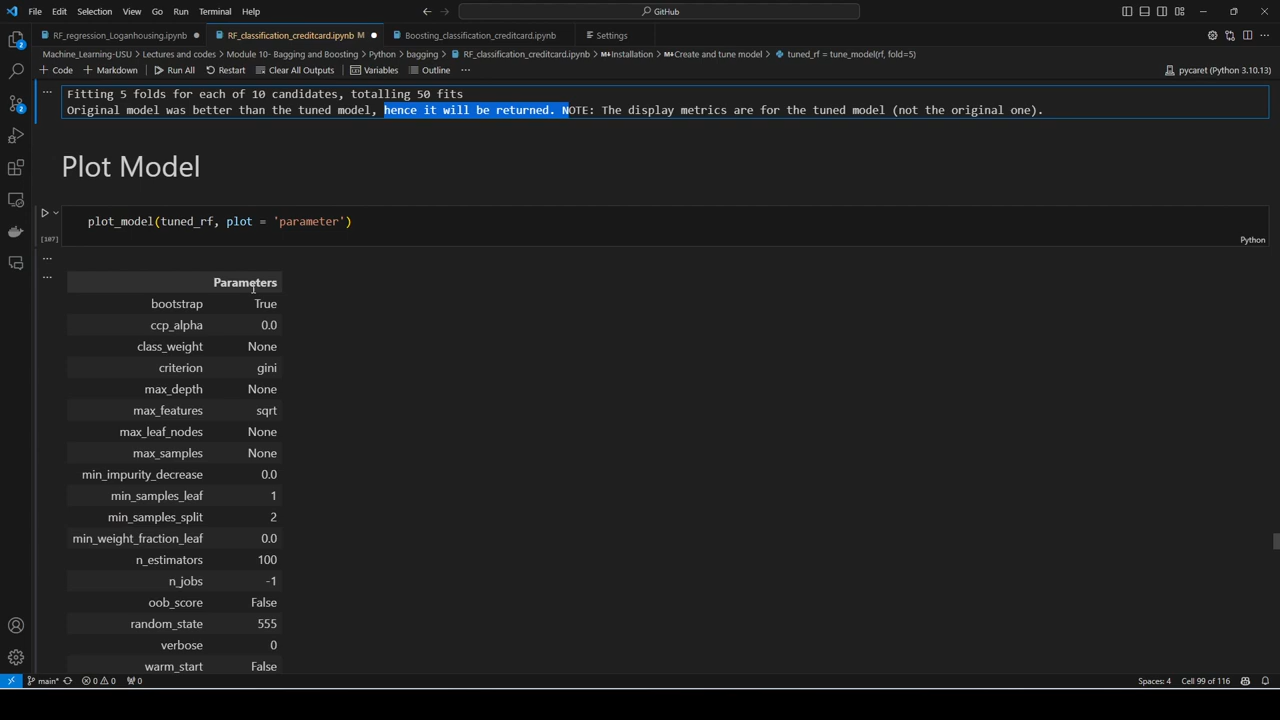 File Edit Selection View Go Run Terminal Help
GitHub
RF_regression_Loganhousing.ipynb RF_classification_creditcard.ipynb M Boosting_classification_creditcard.ipynb Settings
Machine_Learning-USU > Lectures and codes > Module 10- Bagging and Boosting > Python > bagging > RF_classification_creditcard.ipynb > M+Installation > M+Create and tune model > tuned_rf = tune_model(rf, fold=5)
+ Code + Markdown Run All Restart Clear All Outputs Variables Outline ...
pycaret (Python 3.10.13)
... Fitting 5 folds for each of 10 candidates, totalling 50 fits
Original model was better than the tuned model, hence it will be returned. NOTE: The display metrics are for the tuned model (not the original one).
Plot Model
plot_model(tuned_rf, plot = 'parameter')
[107]
Python
...
...
Parameters
bootstrap True
ccp_alpha 0.0
class_weight None
criterion gini
max_depth None
max_features sqrt
max_leaf_nodes None
max_samples None
min_impurity_decrease 0.0
min_samples_leaf 1
min_samples_split 2
min_weight_fraction_leaf 0.0
n_estimators 100
n_jobs -1
oob_score False
random_state 555
verbose 0
warm_start False
2
2
main* 0 0 0
Spaces: 4 Cell 99 of 116